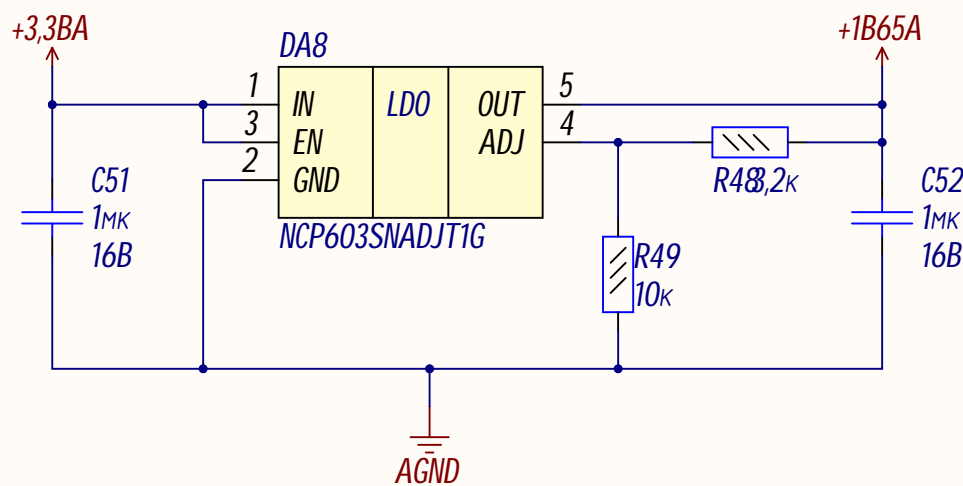 +3,3ВА
+1В65А
DA8
1
IN
LDO
OUT
5
3
EN
ADJ
4
2
GND
C51
1мк
16В
R48
3,2к
C52
1мк
16В
NCP603SNADJT1G
R49
10к
AGND